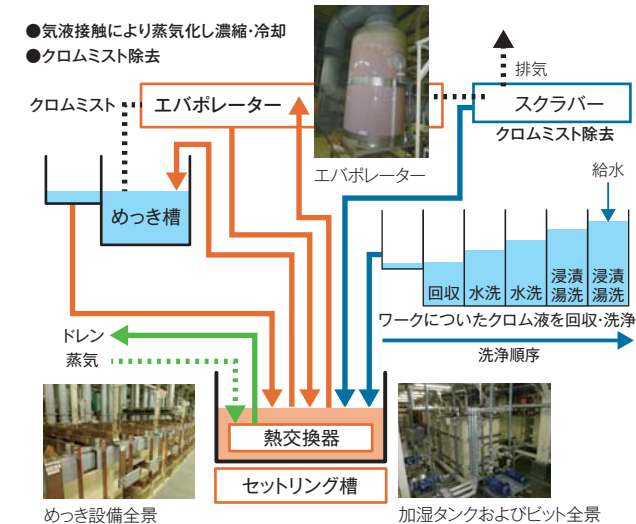 ●気液接触により蒸気化し濃縮・冷却
●クロムミスト除去
排気
クロムミスト
エバポレーター
スクラバー
クロムミスト除去
エバポレーター
給水
めっき槽
回収
水洗
水洗
浸漬
湯洗
浸漬
湯洗
ワークについたクロム液を回収・洗浄
洗浄順序
ドレン
蒸気
熱交換器
セットリング槽
めっき設備全景
加湿タンクおよびピット全景